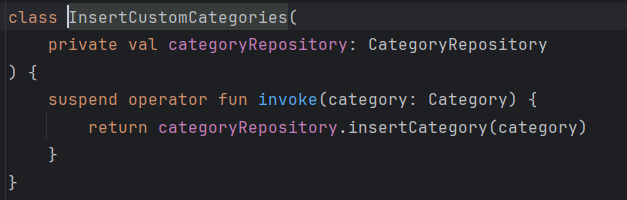 class InsertCustomCategories(
    private val categoryRepository: CategoryRepository
) {
    suspend operator fun invoke(category: Category) {
        return categoryRepository.insertCategory(category)
    }
}